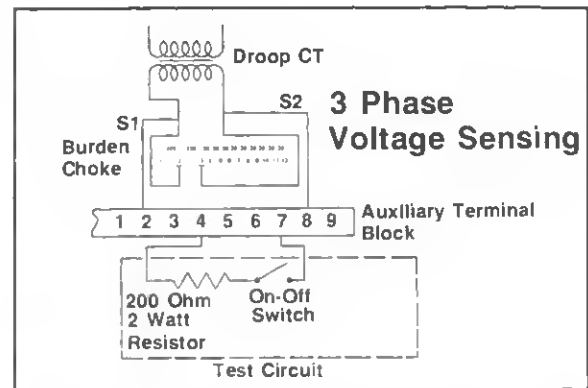 Droop CT
S1
S2
3 Phase
Voltage Sensing
Burden
Choke
1 2 3 4 5 6 7 8 9
Auxiliary Terminal
Block
200 Ohm
2 Watt
Resistor
On-Off
Switch
Test Circuit